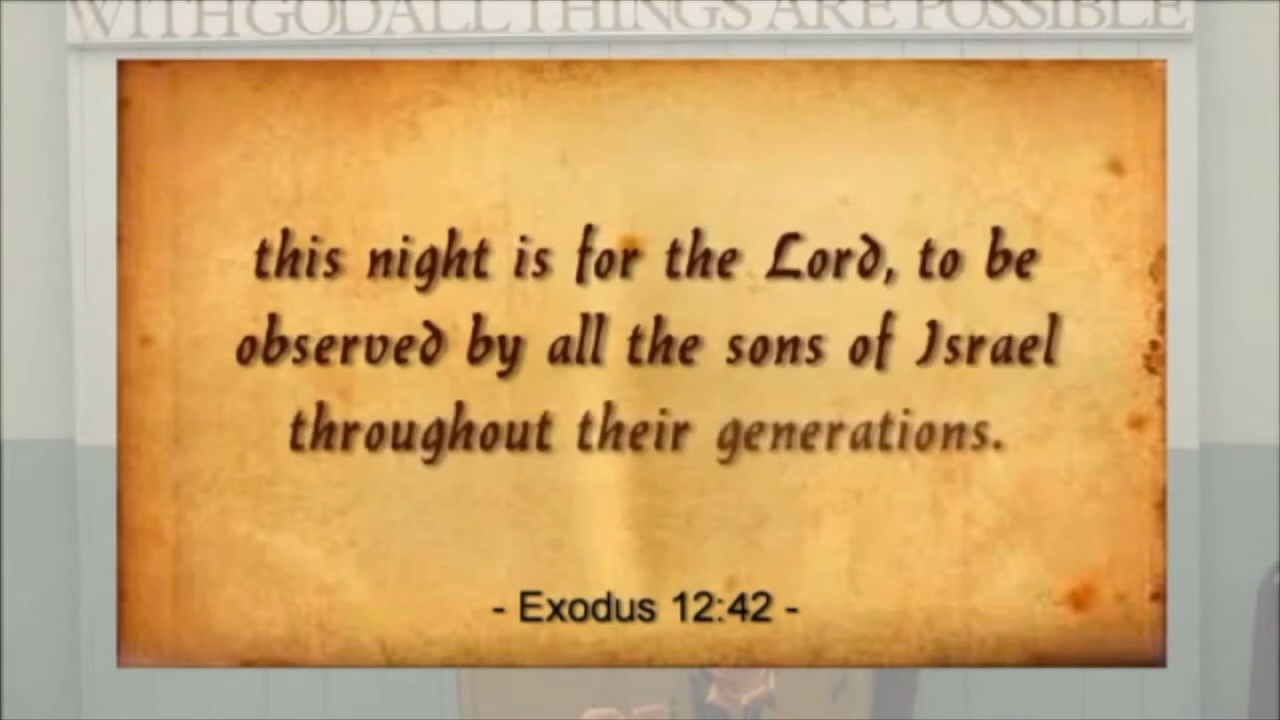 WITH GOD ALL THINGS ARE POSSIBLE
this night is for the Lord, to be
observed by all the sons of Israel
throughout their generations.
- Exodus 12:42 -